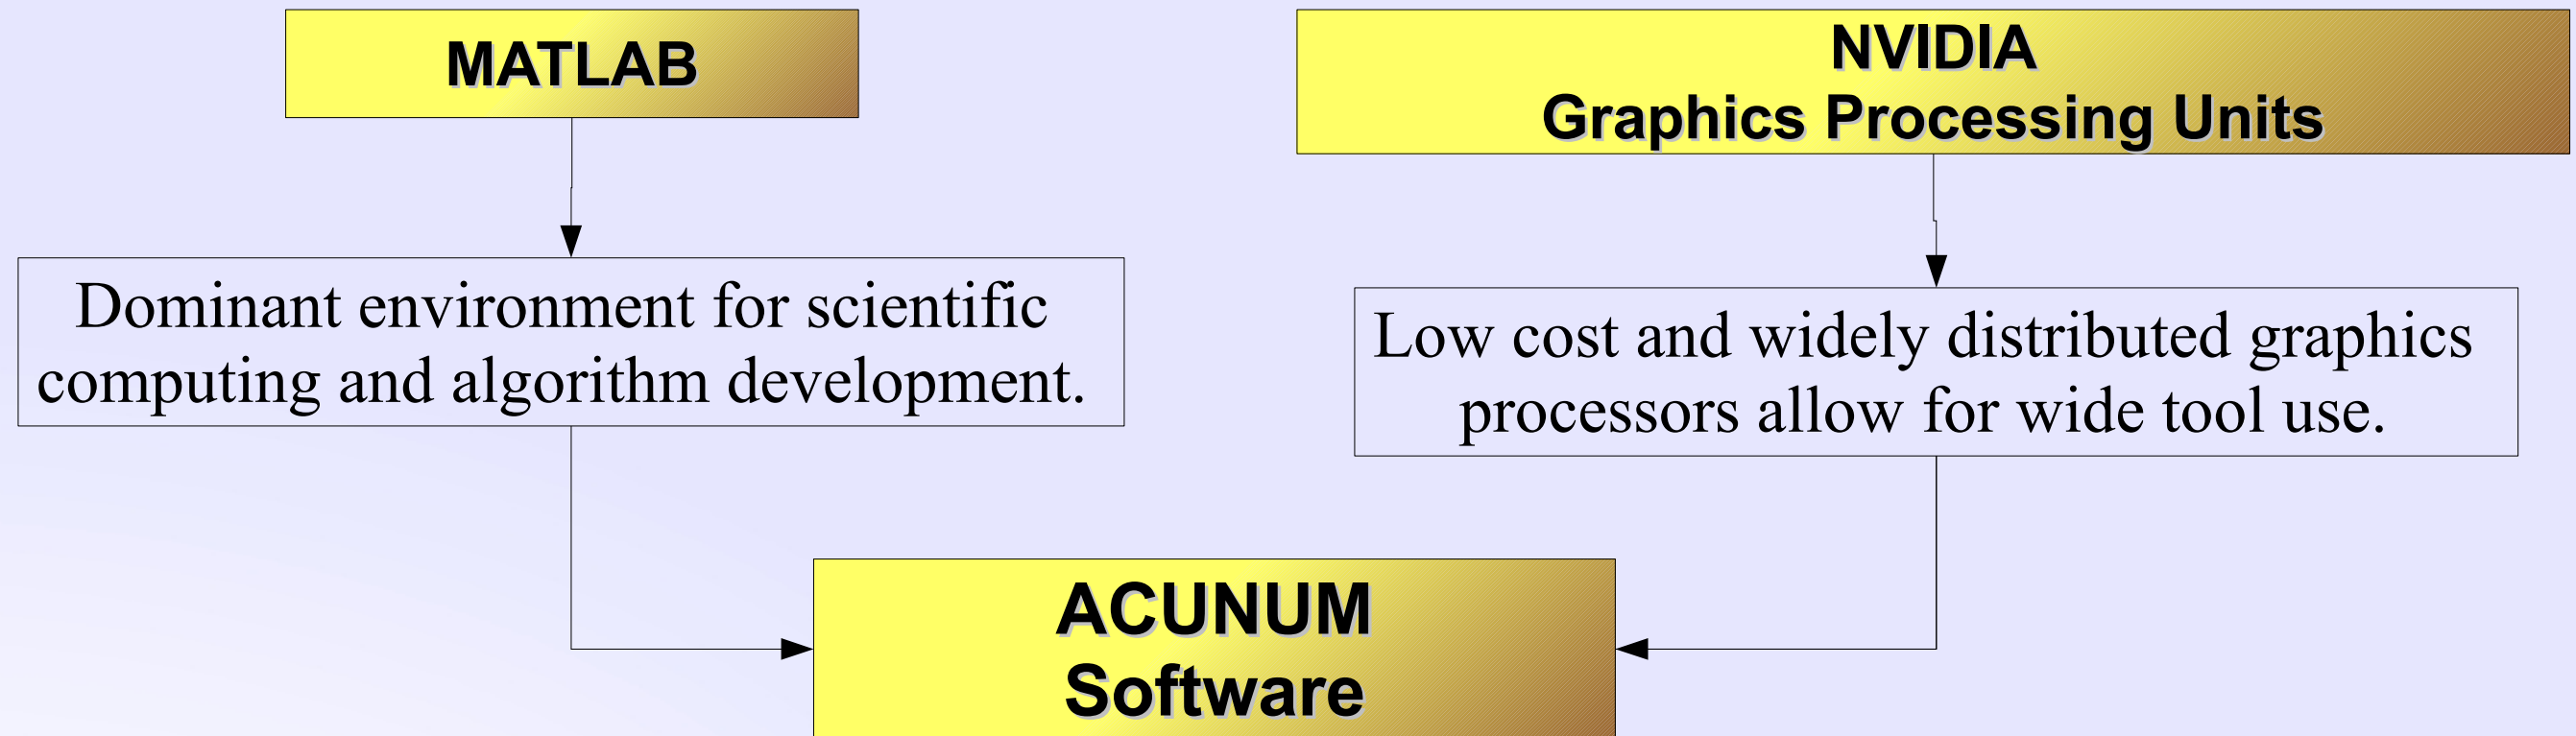 MATLAB
NVIDIA
Graphics Processing Units
Dominant environment for scientific
computing and algorithm development.
Low cost and widely distributed graphics
processors allow for wide tool use.
ACUNUM
Software